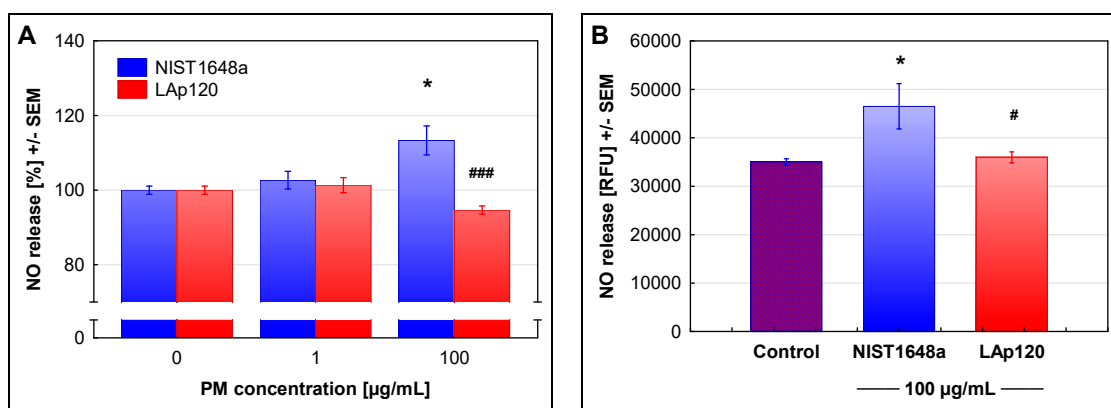 A
NO release [%] +/- SEM
140
120
100
80
0
NIST1648a
LAp120
*
###
0 1 100
PM concentration [µg/mL]
B
NO release [RFU] +/- SEM
60000
50000
40000
30000
20000
10000
0
*
#
Control NIST1648a LAp120
100 µg/mL